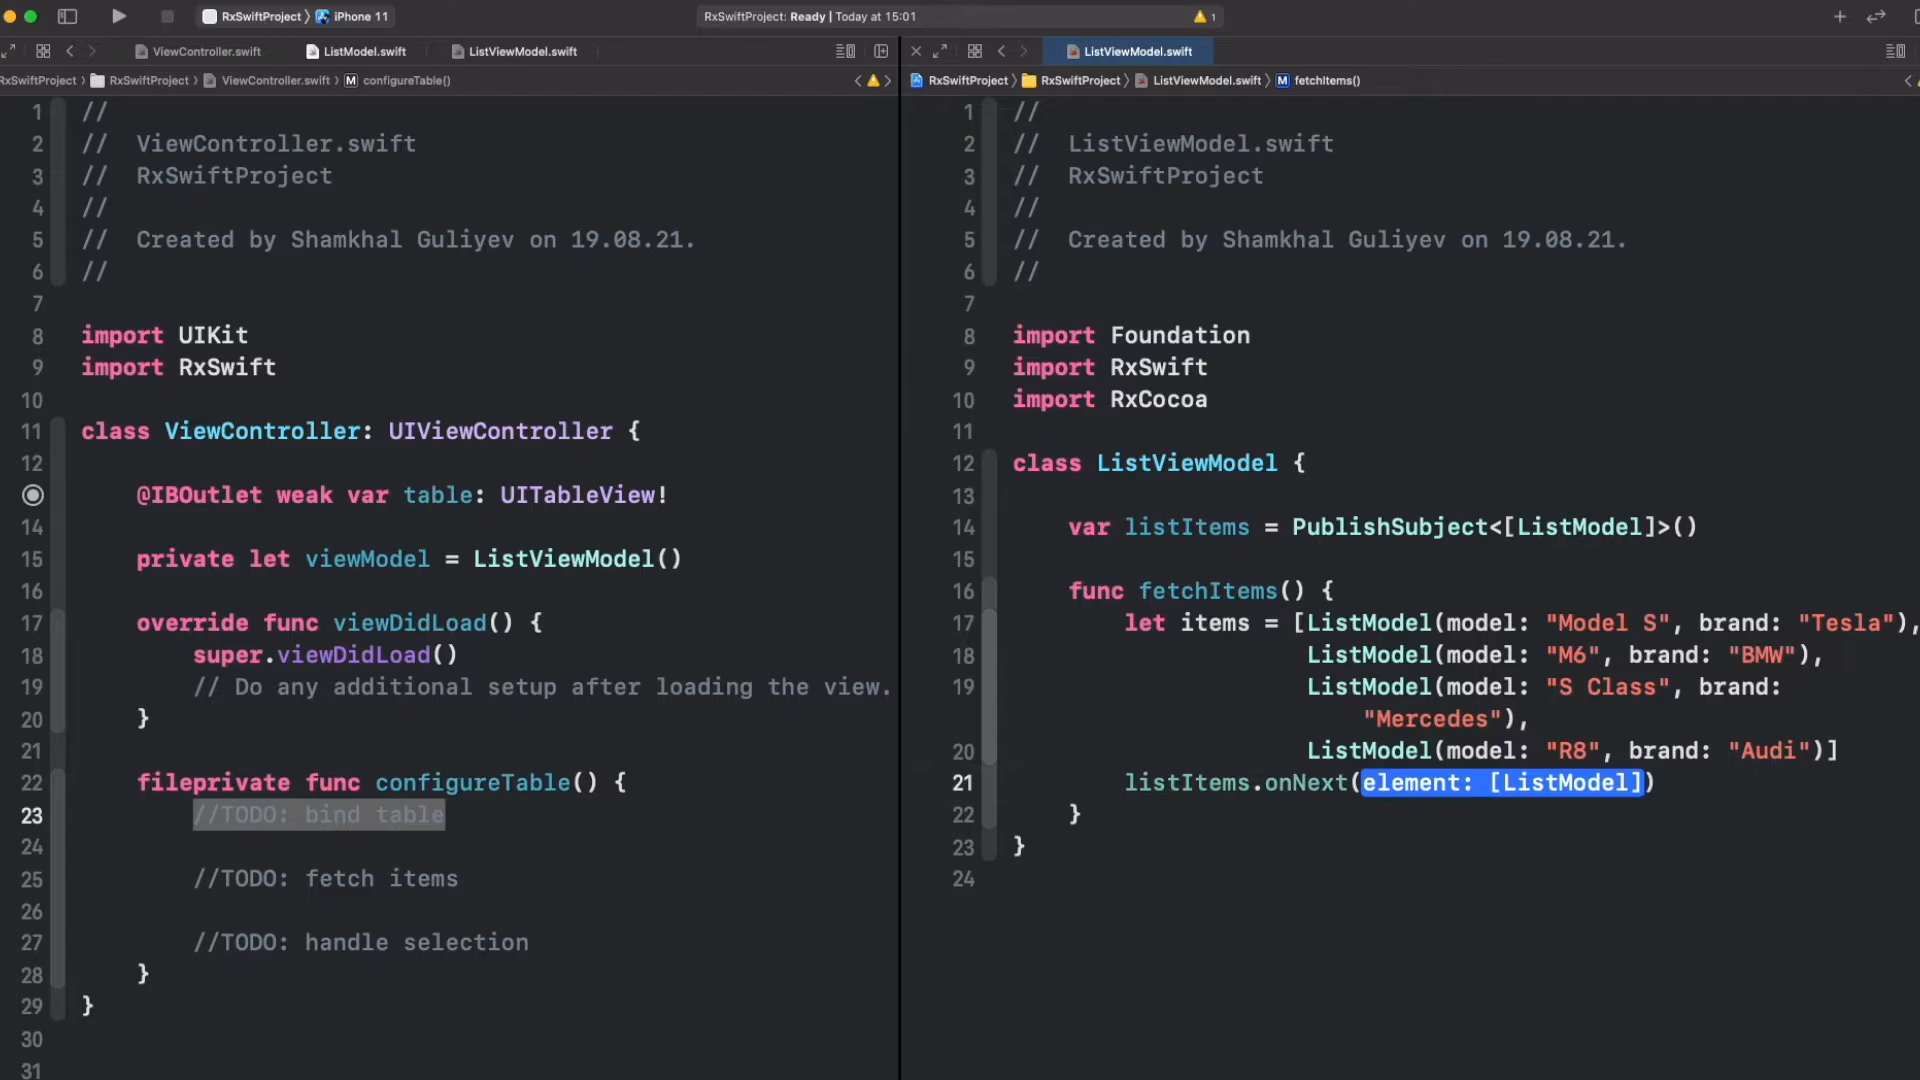 RxSwiftProject
iPhone 11
RxSwiftProject: Ready | Today at 15:01
1
ViewController.swift
ListModel.swift
ListViewModel.swift
RxSwiftProject
RxSwiftProject
ViewController.swift
M
configureTable()
1 //
2 //  ViewController.swift
3 //  RxSwiftProject
4 //
5 //  Created by Shamkhal Guliyev on 19.08.21.
6 //
7
8 import UIKit
9 import RxSwift
10
11 class ViewController: UIViewController {
12
@IBOutlet weak var table: UITableView!
14
15     private let viewModel = ListViewModel()
16
17     override func viewDidLoad() {
18         super.viewDidLoad()
19         // Do any additional setup after loading the view.
20     }
21
22     fileprivate func configureTable() {
23         //TODO: bind table
24
25         //TODO: fetch items
26
27         //TODO: handle selection
28     }
29 }
30
31
ListViewModel.swift
RxSwiftProject
RxSwiftProject
ListViewModel.swift
M
fetchItems()
1 //
2 //  ListViewModel.swift
3 //  RxSwiftProject
4 //
5 //  Created by Shamkhal Guliyev on 19.08.21.
6 //
7
8 import Foundation
9 import RxSwift
10 import RxCocoa
11
12 class ListViewModel {
13
14     var listItems = PublishSubject<[ListModel]>()
15
16     func fetchItems() {
17         let items = [ListModel(model: "Model S", brand: "Tesla"),
18                      ListModel(model: "M6", brand: "BMW"),
19                      ListModel(model: "S Class", brand:
"Mercedes"),
20                      ListModel(model: "R8", brand: "Audi")]
21         listItems.onNext(element: [ListModel])
22     }
23 }
24